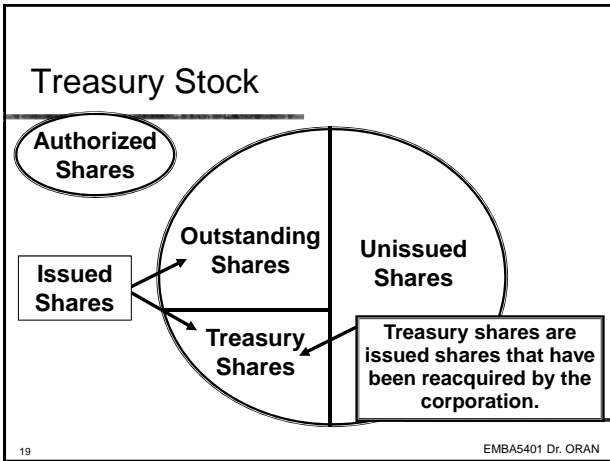 Treasury Stock
Authorized
Shares
Outstanding
Shares
Unissued
Shares
Issued
Shares
Treasury
Shares
Treasury shares are
issued shares that have
been reacquired by the
corporation.
19
EMBA5401 Dr. ORAN